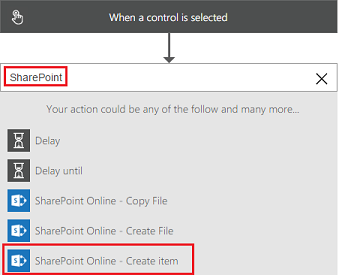 When a control is selected
SharePoint
Your action could be any of the follow and many more...
Delay
Delay until
SharePoint Online - Copy File
SharePoint Online - Create File
SharePoint Online - Create item